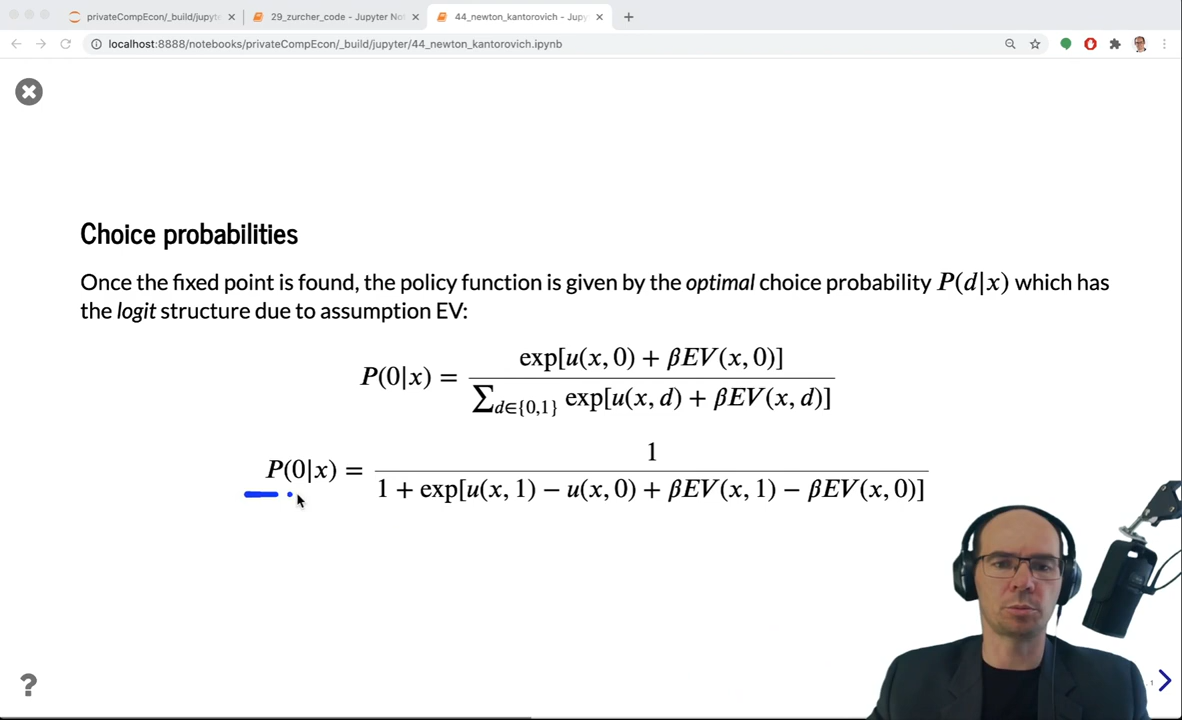 privateCompEcon/_build/jupyte
29_zurcher_code - Jupyter Not
44_newton_kantorovich - Jupy
localhost:8888/notebooks/privateCompEcon/_build/jupyter/44_newton_kantorovich.ipynb
Choice probabilities
Once the fixed point is found, the policy function is given by the optimal choice probability P(d|x) which has
the logit structure due to assumption EV:
P(0|x) = exp[u(x, 0) + βEV(x, 0)] / ∑d∈{0,1} exp[u(x, d) + βEV(x, d)]
P(0|x) = 1 / 1 + exp[u(x, 1) − u(x, 0) + βEV(x, 1) − βEV(x, 0)]
?
1